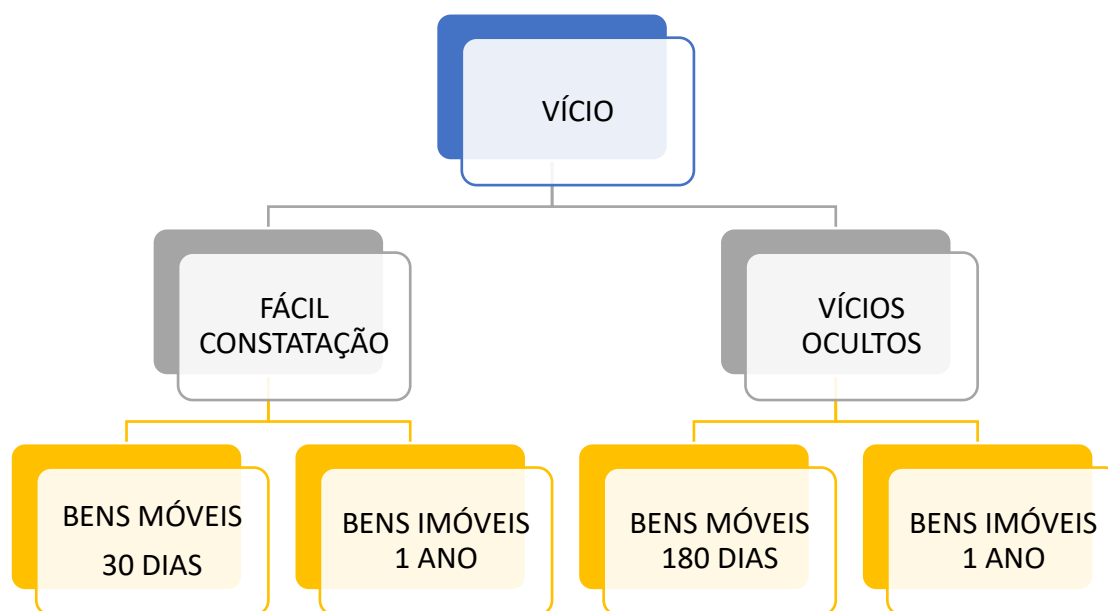 VÍCIO
FÁCIL
CONSTATAÇÃO
VÍCIOS
OCULTOS
BENS MÓVEIS
30 DIAS
BENS IMÓVEIS
1 ANO
BENS MÓVEIS
180 DIAS
BENS IMÓVEIS
1 ANO